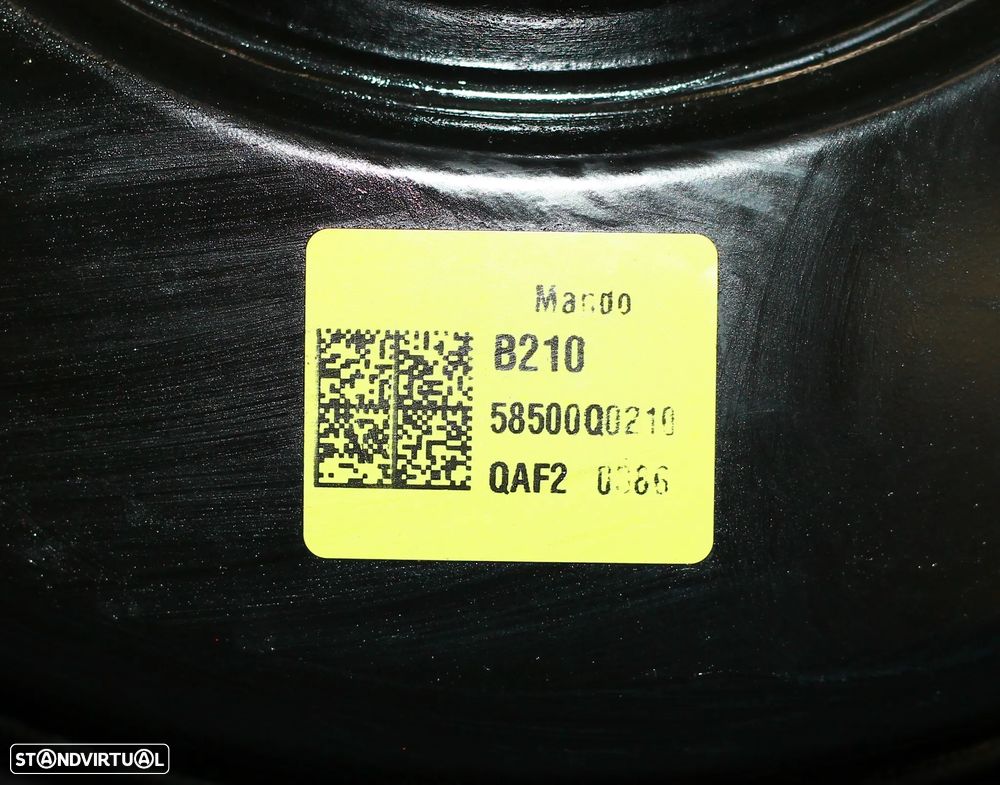 Mando
B210
58500Q0210
QAF2 0386
STANDVIRTUAL